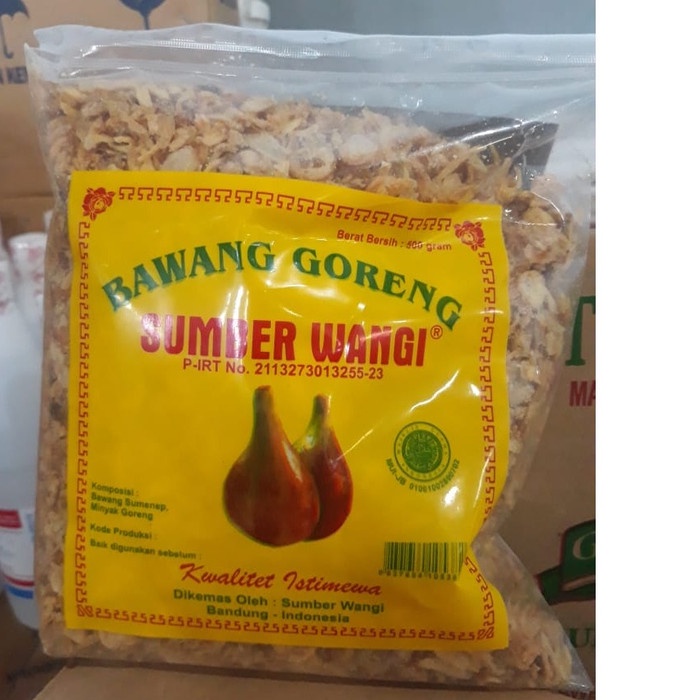 Berat Bersih : 500 gram
BAWANG GORENG
SUMBER WANGI®
P-IRT No. 2113273013255-23
Komposisi :
Bawang Sumenep,
Minyak Goreng
Kode Produksi :
Baik digunakan sebelum :
Kwalitet Istimewa
Dikemas Oleh : Sumber Wangi
Bandung - Indonesia